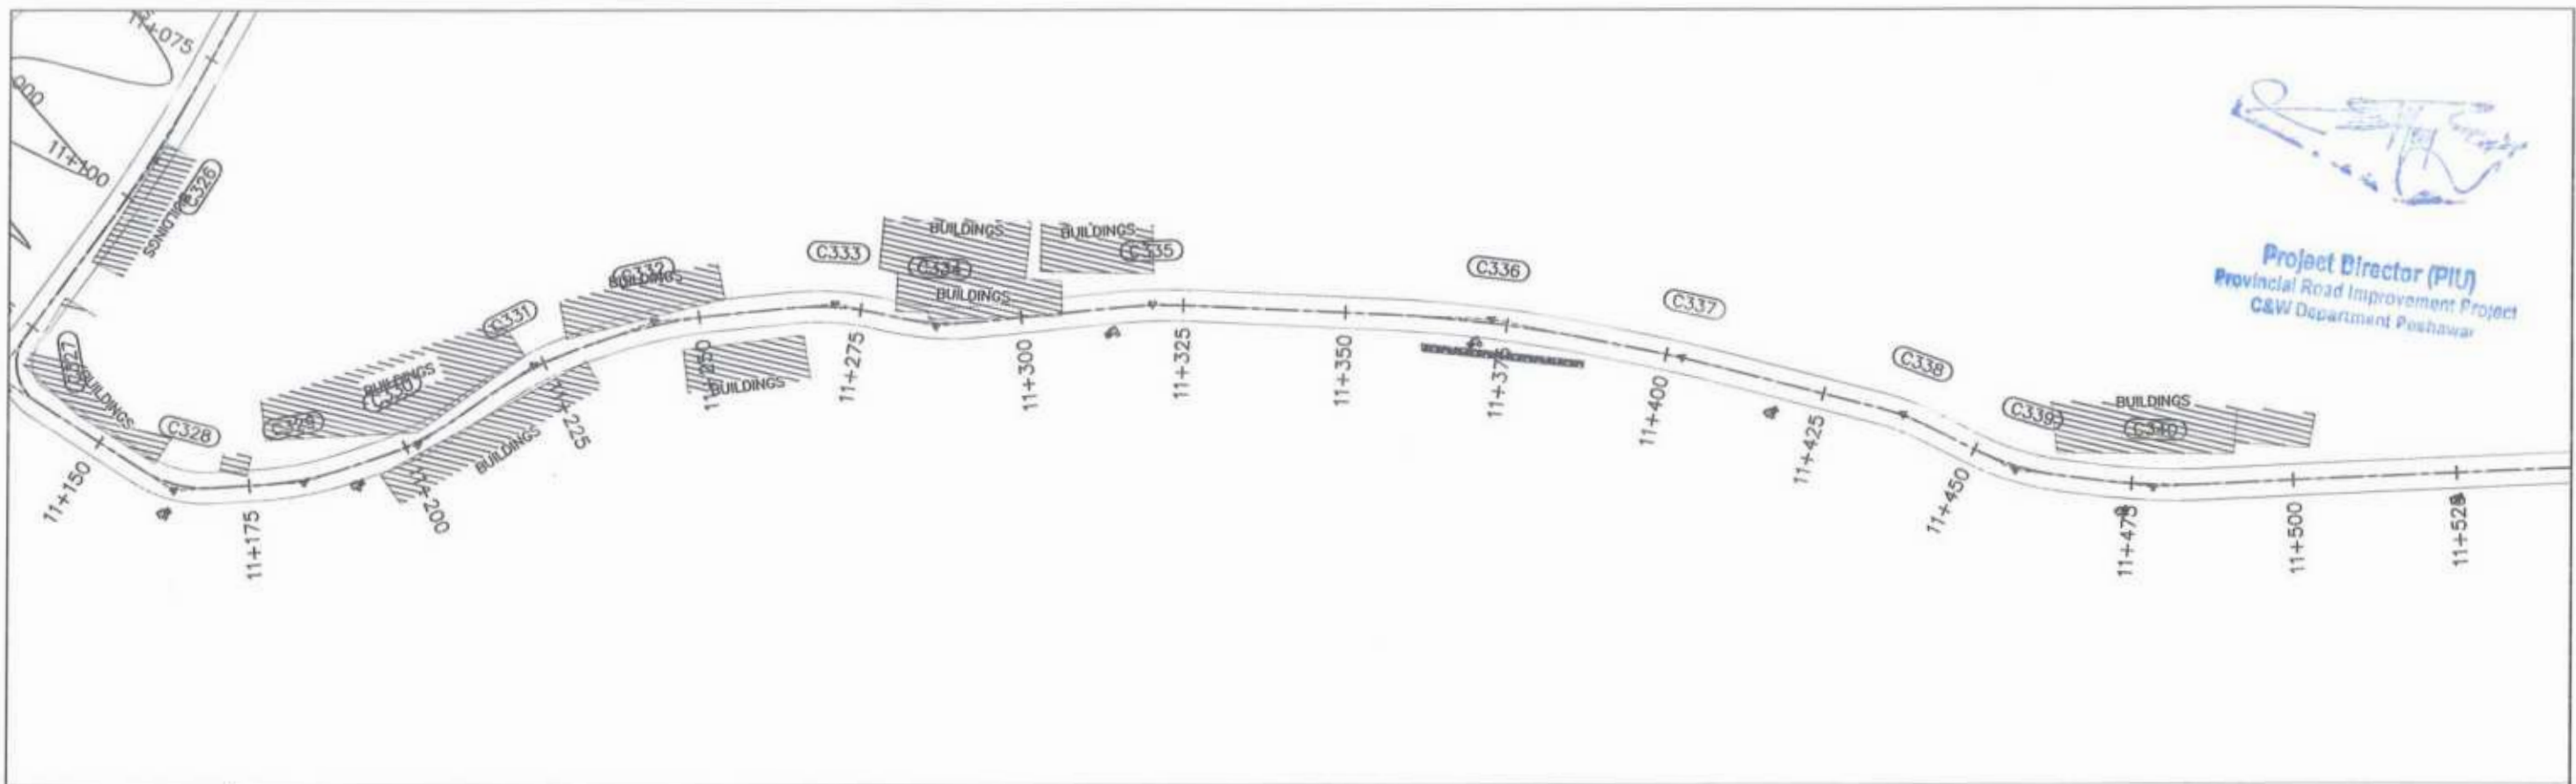 11+075
000
11+100
C326
BUILDINGS
C327
BUILDINGS
11+150
C328
11+175
C329
BUILDINGS
C330
11+200
C331
BUILDINGS
11+225
C332
BUILDINGS
11+250
BUILDINGS
C333
11+275
BUILDINGS
C334
BUILDINGS
11+300
BUILDINGS
C335
11+325
11+350
C336
C337
11+400
11+425
C338
11+450
C339
BUILDINGS
C340
11+475
11+500
11+525
Project Director (PIU)
Provincial Road Improvement Project
C&W Department Peshawar